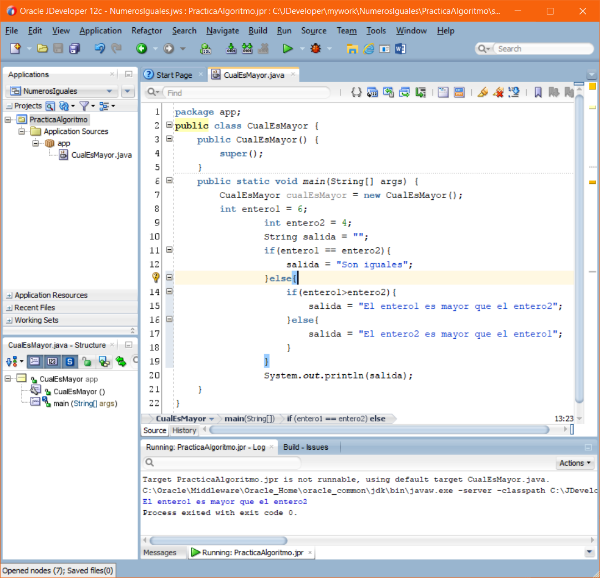 Oracle JDeveloper 12c - NumerosIguales.jws : PracticaAlgoritmo.jpr : C:\JDeveloper\mywork\NumerosIguales\PracticaAlgoritmo\s
File Edit View Application Refactor Search Navigate Build Run Source Team Tools Window Help
Search
Applications
NumerosIguales
Projects
PracticaAlgoritmo
Application Sources
app
CualEsMayor.java
Application Resources
Recent Files
Working Sets
CualEsMayor.java - Structure
CualEsMayor app
CualEsMayor ()
main (String[] args)
Start Page CualEsMayor.java
Find
1 package app;
2 public class CualEsMayor {
3 public CualEsMayor() {
4 super();
5 }
6 public static void main(String[] args) {
7 CualEsMayor cualEsMayor = new CualEsMayor();
8 int entero1 = 6;
9 int entero2 = 4;
10 String salida = "";
11 if(entero1 == entero2){
12 salida = "Son iguales";
}else{
14 if(entero1>entero2){
15 salida = "El entero1 es mayor que el entero2";
16 }else{
17 salida = "El entero2 es mayor que el entero1";
18 }
19 }
20 System.out.println(salida);
21 }
22 }
CualEsMayor main(String[]) if (entero1 == entero2) else 13:23
Source History
Running: PracticaAlgoritmo.jpr - Log Build - Issues
Actions
Target PracticaAlgoritmo.jpr is not runnable, using default target CualEsMayor.java.
C:\Oracle\Middleware\Oracle_Home\oracle_common\jdk\bin\javaw.exe -server -classpath C:\JDevelo
El entero1 es mayor que el entero2
Process exited with exit code 0.
Messages Running: PracticaAlgoritmo.jpr
Opened nodes (7); Saved files(0)